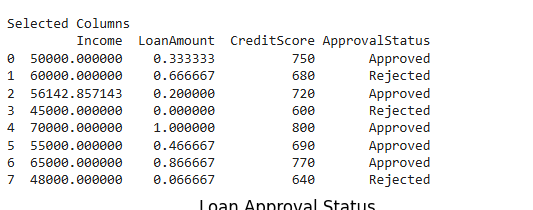 Selected Columns
Income LoanAmount CreditScore ApprovalStatus
0 50000.000000 0.333333 750 Approved
1 60000.000000 0.666667 680 Rejected
2 56142.857143 0.200000 720 Approved
3 45000.000000 0.000000 600 Rejected
4 70000.000000 1.000000 800 Approved
5 55000.000000 0.466667 690 Approved
6 65000.000000 0.866667 770 Approved
7 48000.000000 0.066667 640 Rejected
Loan Approval Status